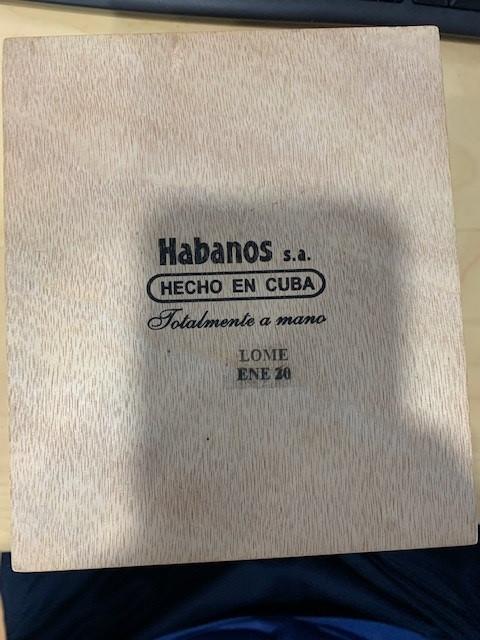 Habanos s.a.
HECHO EN CUBA
Totalmente a mano
LOME
ENE 20